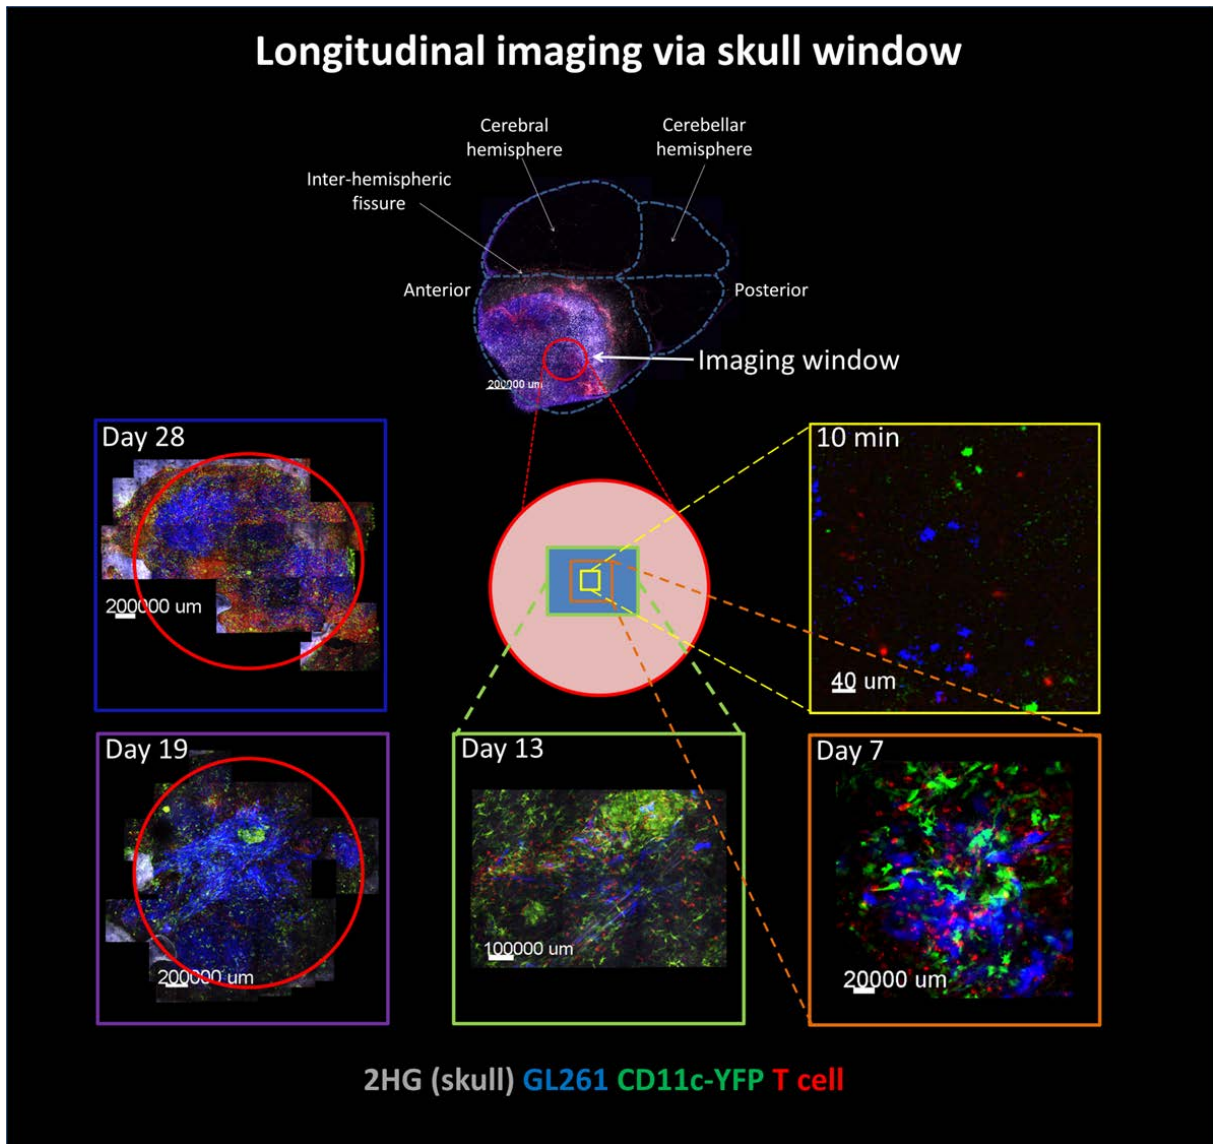 Longitudinal imaging via skull window
Cerebral
hemisphere
Cerebellar
hemisphere
Inter-hemispheric
fissure
Anterior
Posterior
Imaging window
200000 um
Day 28
200000 um
10 min
40 um
Day 19
200000 um
Day 13
100000 um
Day 7
20000 um
2HG (skull) GL261 CD11c-YFP T cell